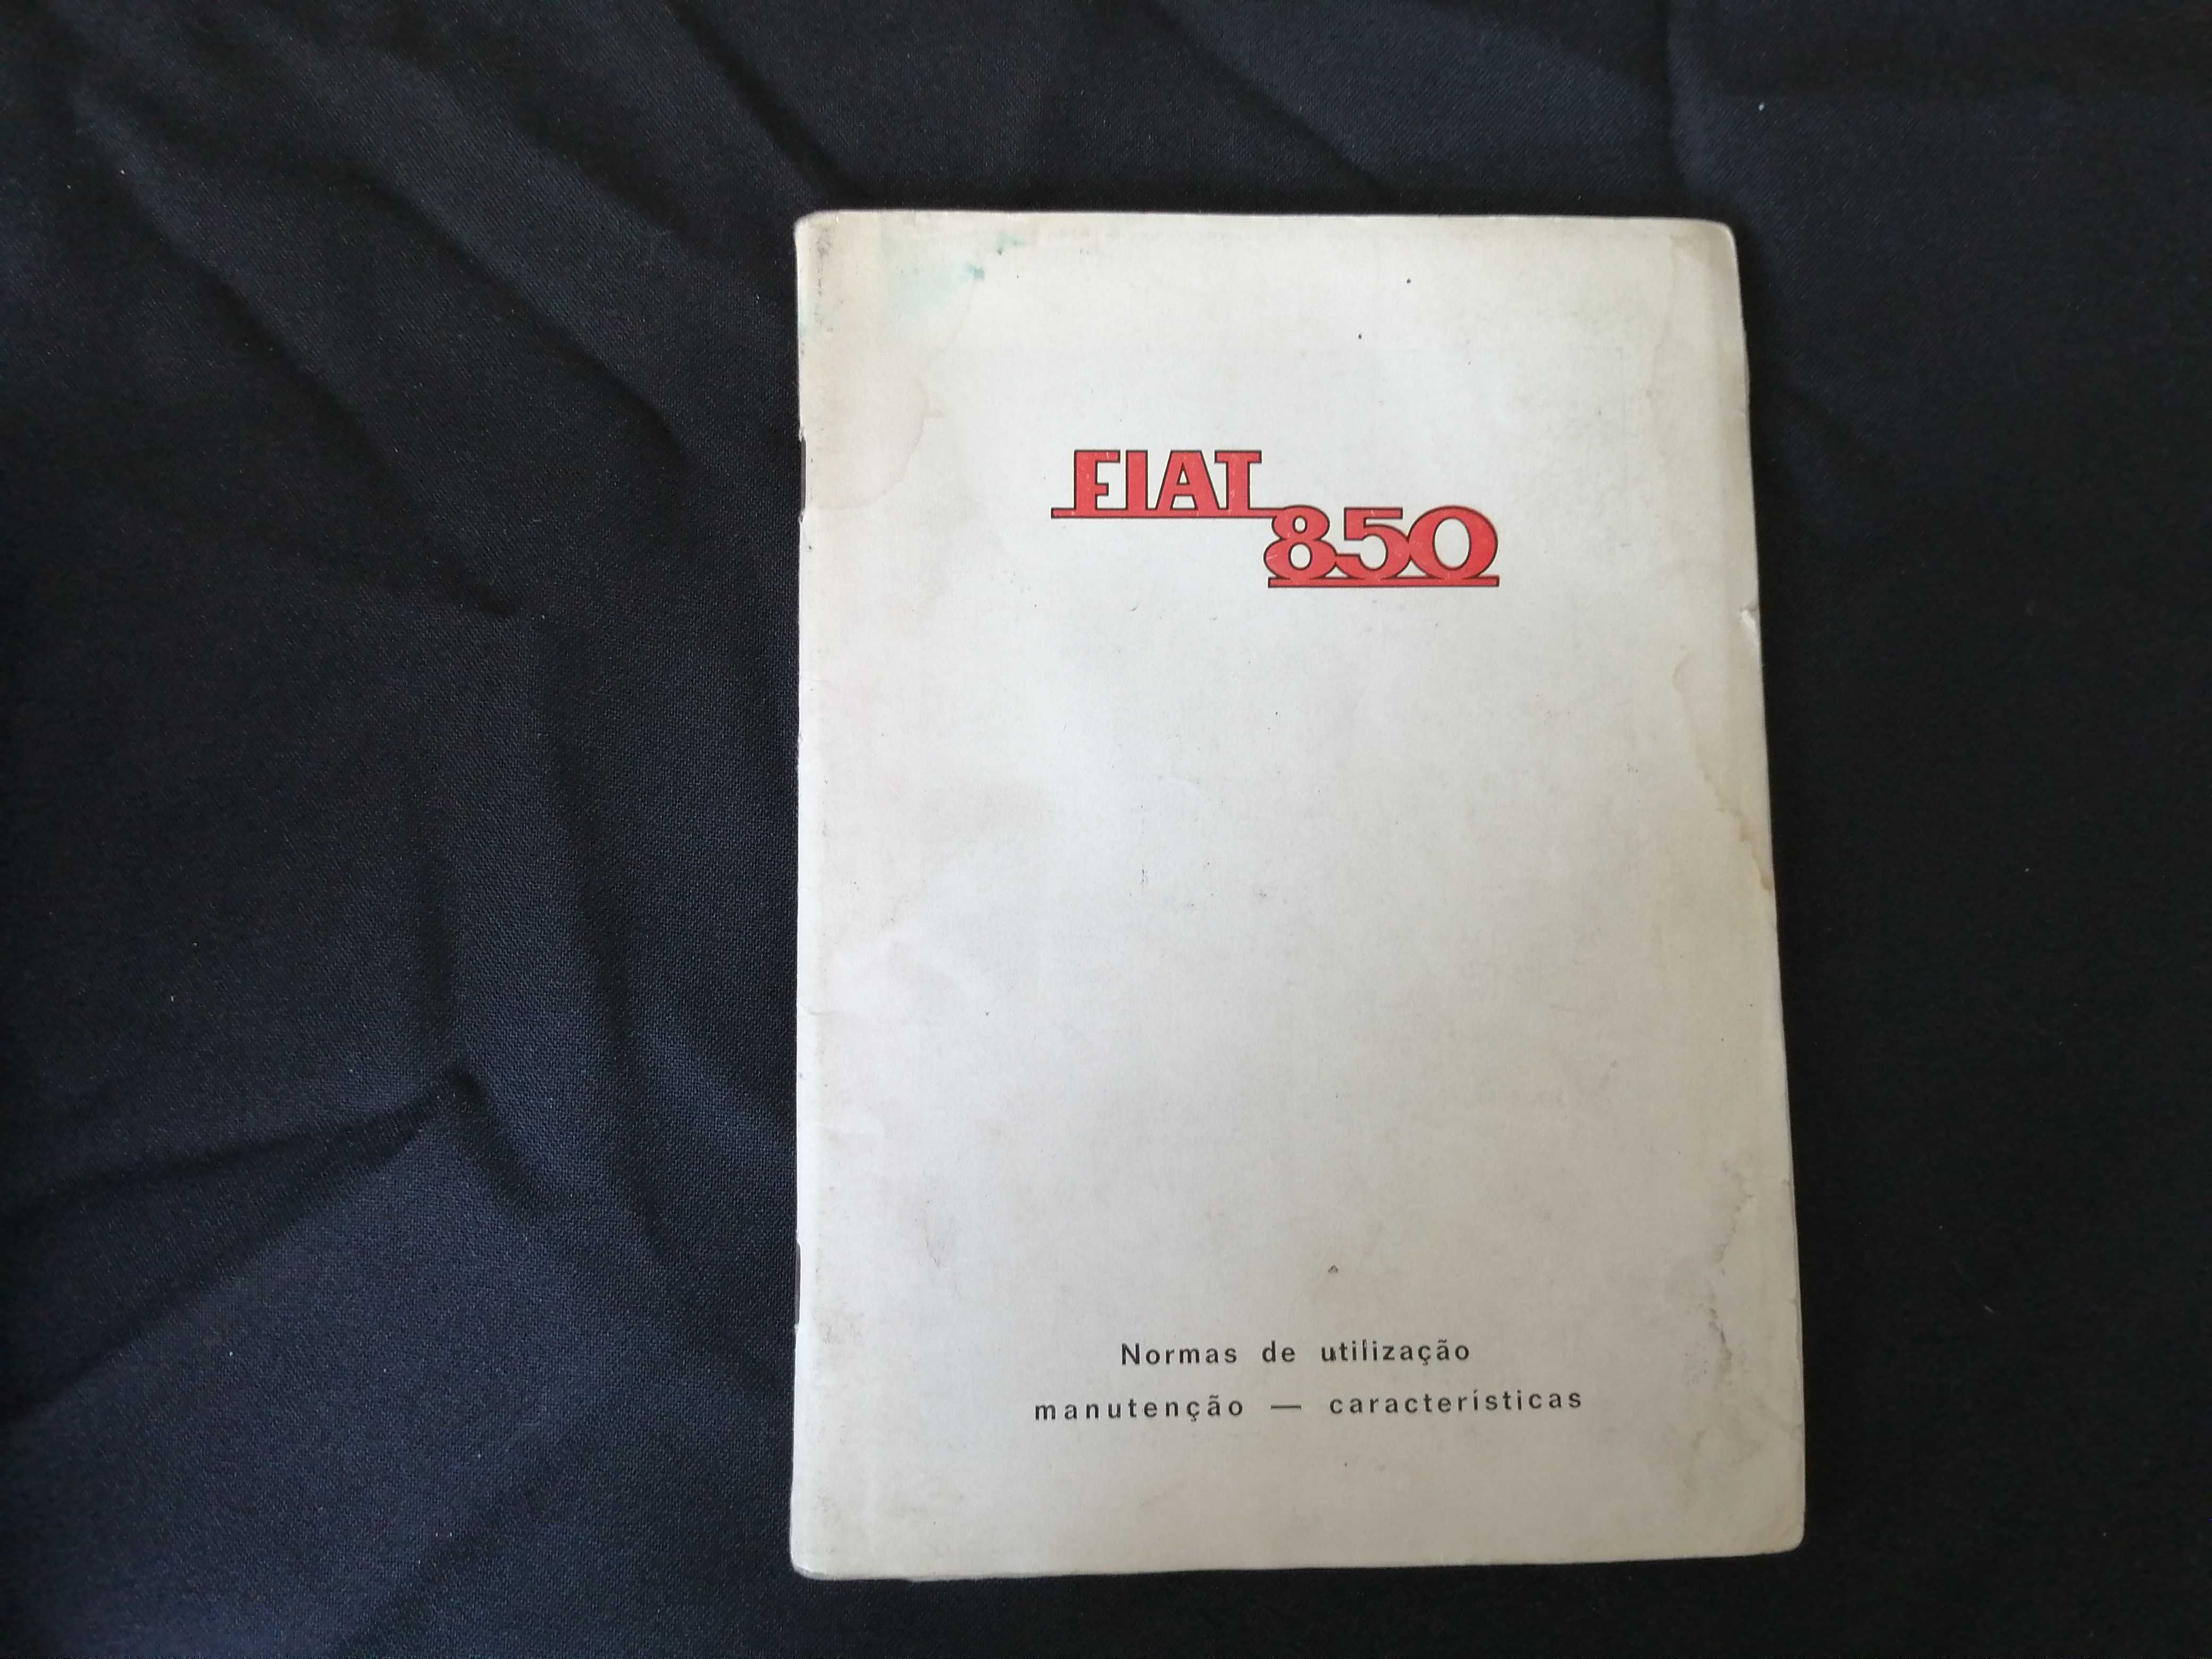 FIAT
850
Normas de utilização
manutenção — características